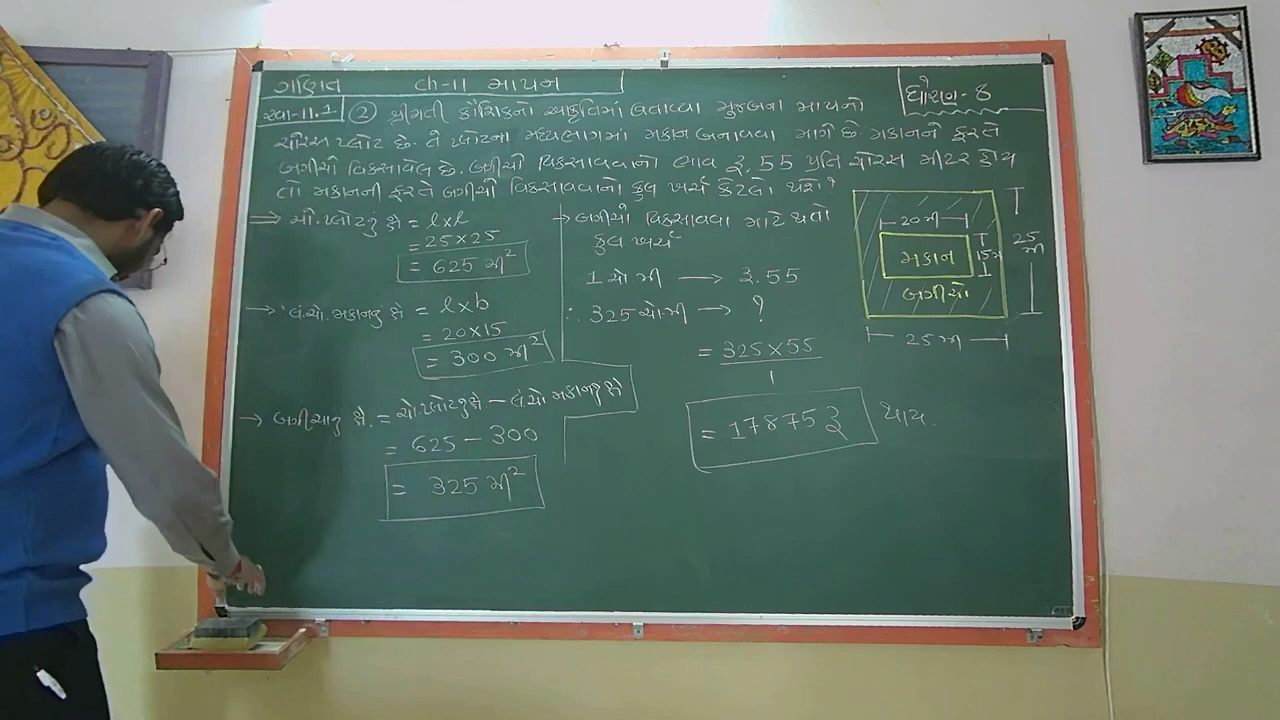 ગણિત ch-11 માપન
ધોરણ-8
સ્વા-11.1 ② શ્રીમતી કૌશિકને આકૃતિમાં બતાવ્યા મુજબના માપનો
ચોરસ પ્લોટ છે. તે પ્લોટના મધ્યભાગમાં મકાન બનાવવા માગે છે. મકાનની ફરતે
બગીચો વિકસાવેલ છે. બગીચો વિકસાવવાનો ભાવ રૂ.55 પ્રતિ ચોરસ મીટર હોય
તો મકાનની ફરતે બગીચો વિકસાવવાનો કુલ ખર્ચ કેટલો થશે?
⇒ ચો.પ્લોટનું ક્ષે = l×l
= 25×25
= 625 મી²
→ લં.ચો.મકાનનું ક્ષે = l×b
= 20×15
= 300 મી²
→ બગીચાનું ક્ષે. = ચો.પ્લોટનું ક્ષે – લં.ચો મકાનનું ક્ષે
= 625 – 300
= 325 મી²
→ બગીચો વિકસાવવા માટે થતો
કુલ ખર્ચ
1 ચો મી → રૂ.55
∴ 325 ચો મી → ?
= 325×55
1
= 17875 રૂ થાય.
20 મી
મકાન
15 મી
બગીચો
25 મી
25 મી